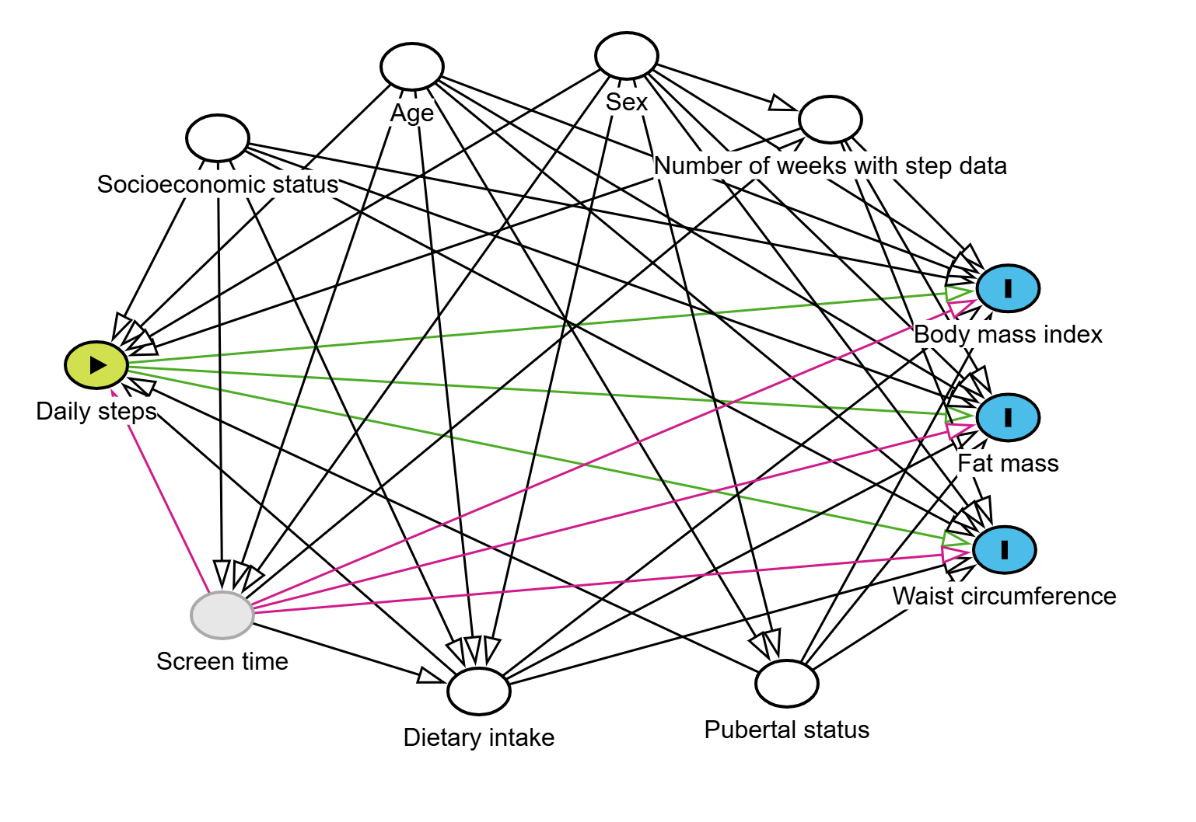 Age
Sex
Number of weeks with step data
Socioeconomic status
Body mass index
Daily steps
Fat mass
Waist circumference
Screen time
Dietary intake
Pubertal status